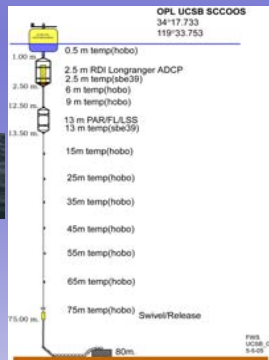 OPL UCSB SCCOOS
34°17.733
119°33.753
0.5 m temp(hobo)
1.00 m.
2.5 m RDI Longranger ADCP
2.5 m temp(sbe39)
2.50 m.
6 m temp(hobo)
9 m temp(hobo)
12.50 m.
13 m PAR/FL/LSS
13 m temp(sbe39)
13.50 m.
15m temp(hobo)
25m temp(hobo)
35m temp(hobo)
45m temp(hobo)
55m temp(hobo)
65m temp(hobo)
75m temp(hobo)
Swivel/Release
75.00 m.
80m.
FWS
5-5-05